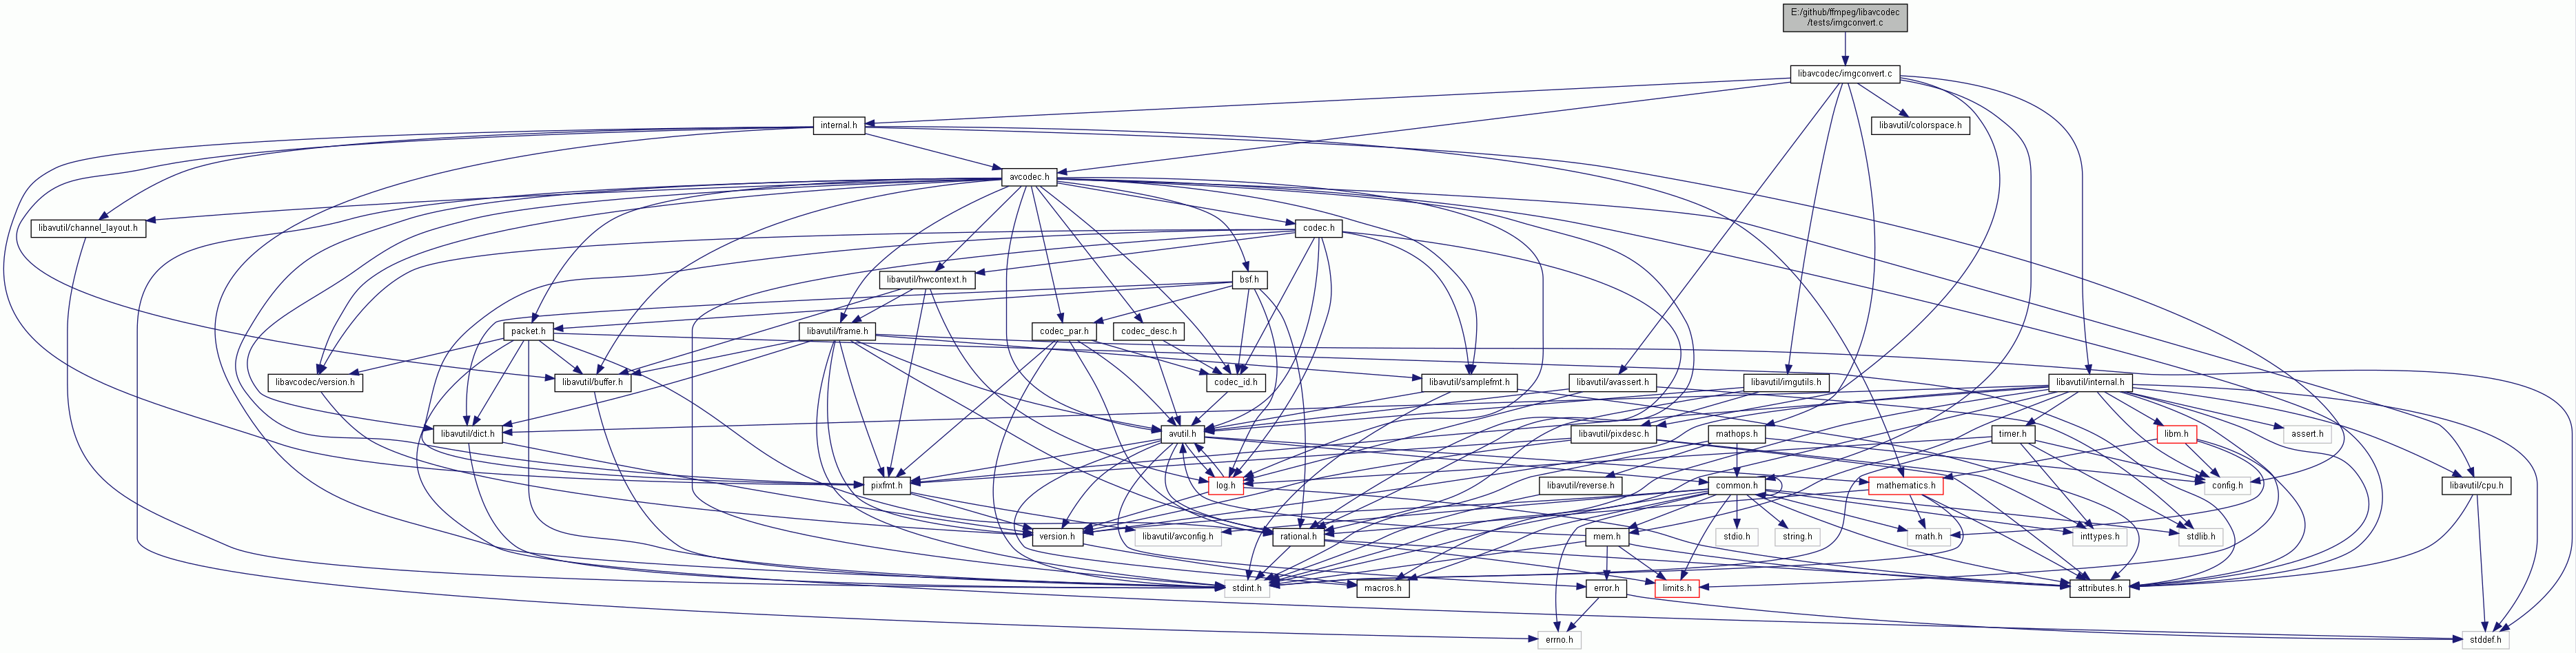 E:/github/ffmpeg/libavcodec
/tests/imgconvert.c
libavcodec/imgconvert.c
internal.h
libavutil/colorspace.h
avcodec.h
libavutil/channel_layout.h
codec.h
libavutil/hwcontext.h
bsf.h
packet.h
libavutil/frame.h
codec_par.h
codec_desc.h
libavcodec/version.h
libavutil/buffer.h
codec_id.h
libavutil/samplefmt.h
libavutil/avassert.h
libavutil/imgutils.h
libavutil/internal.h
libavutil/dict.h
avutil.h
libavutil/pixdesc.h
mathops.h
timer.h
libm.h
assert.h
pixfmt.h
log.h
libavutil/reverse.h
common.h
mathematics.h
config.h
libavutil/cpu.h
version.h
libavutil/avconfig.h
rational.h
mem.h
stdio.h
string.h
math.h
inttypes.h
stdlib.h
stdint.h
macros.h
error.h
limits.h
attributes.h
errno.h
stddef.h